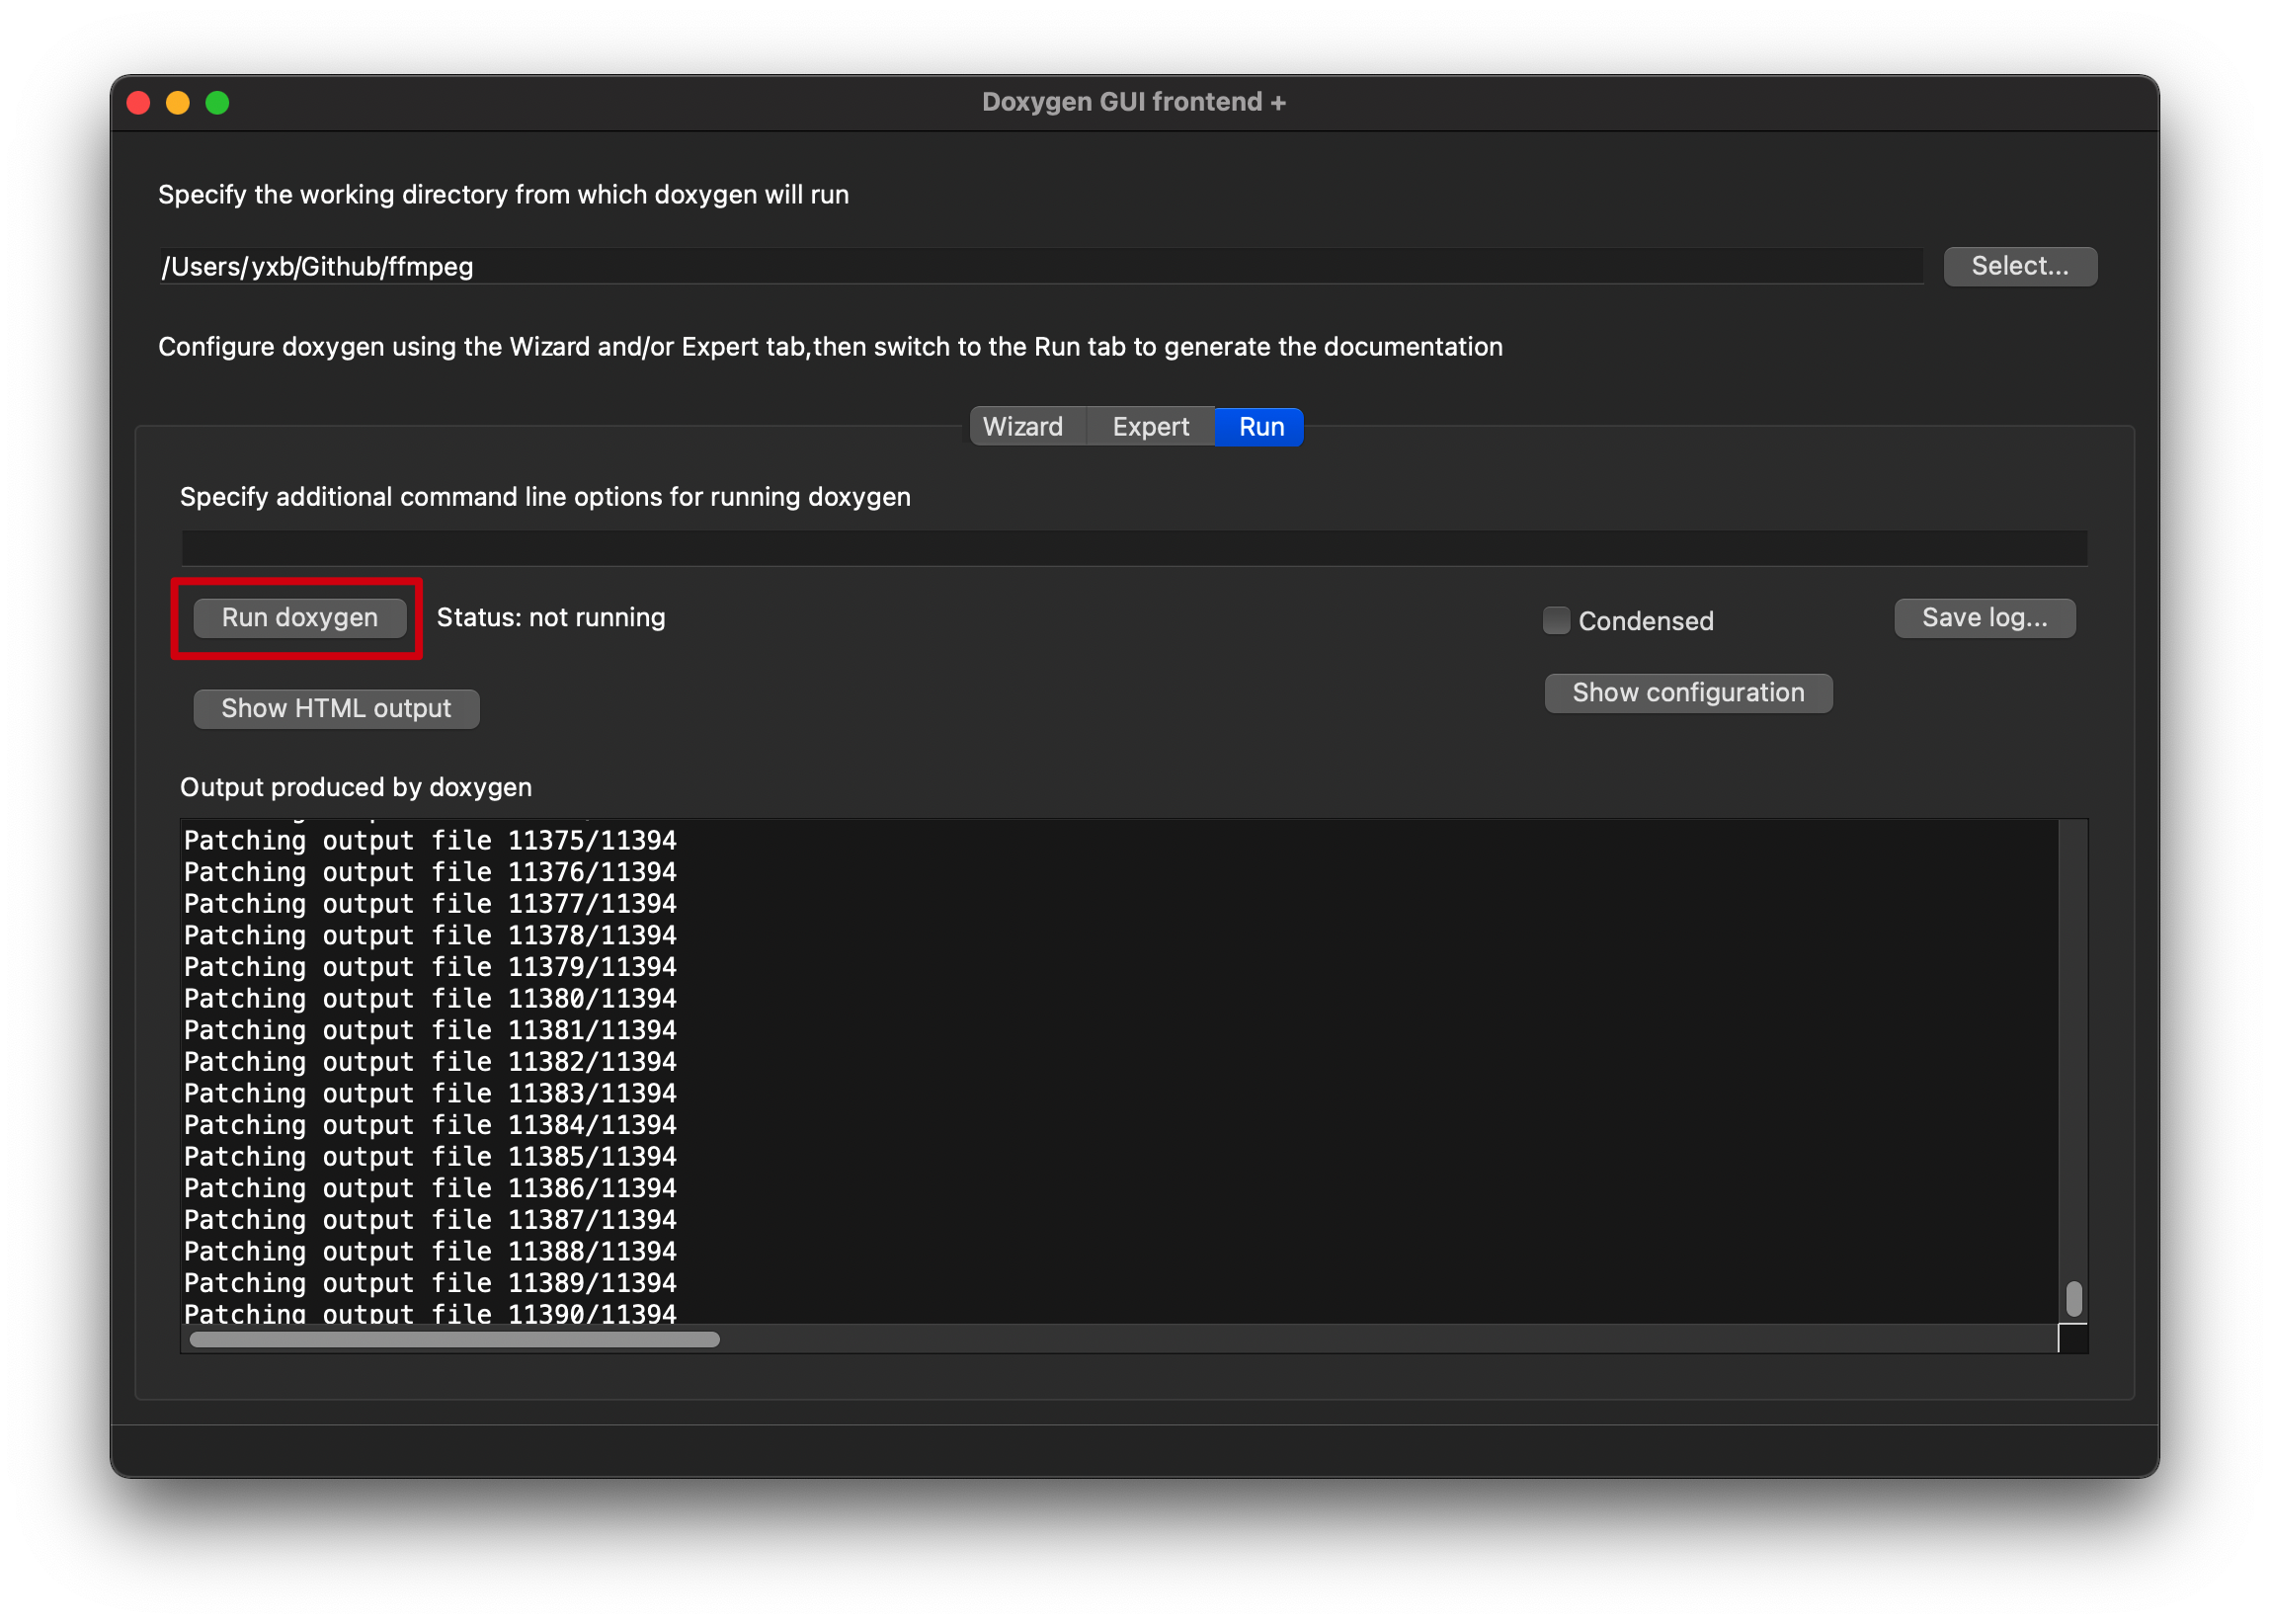 Doxygen GUI frontend +
Specify the working directory from which doxygen will run
/Users/yxb/Github/ffmpeg
Select...
Configure doxygen using the Wizard and/or Expert tab,then switch to the Run tab to generate the documentation
Wizard
Expert
Run
Specify additional command line options for running doxygen
Run doxygen
Status: not running
Condensed
Save log...
Show HTML output
Show configuration
Output produced by doxygen
Patching output file 11375/11394
Patching output file 11376/11394
Patching output file 11377/11394
Patching output file 11378/11394
Patching output file 11379/11394
Patching output file 11380/11394
Patching output file 11381/11394
Patching output file 11382/11394
Patching output file 11383/11394
Patching output file 11384/11394
Patching output file 11385/11394
Patching output file 11386/11394
Patching output file 11387/11394
Patching output file 11388/11394
Patching output file 11389/11394
Patching output file 11390/11394